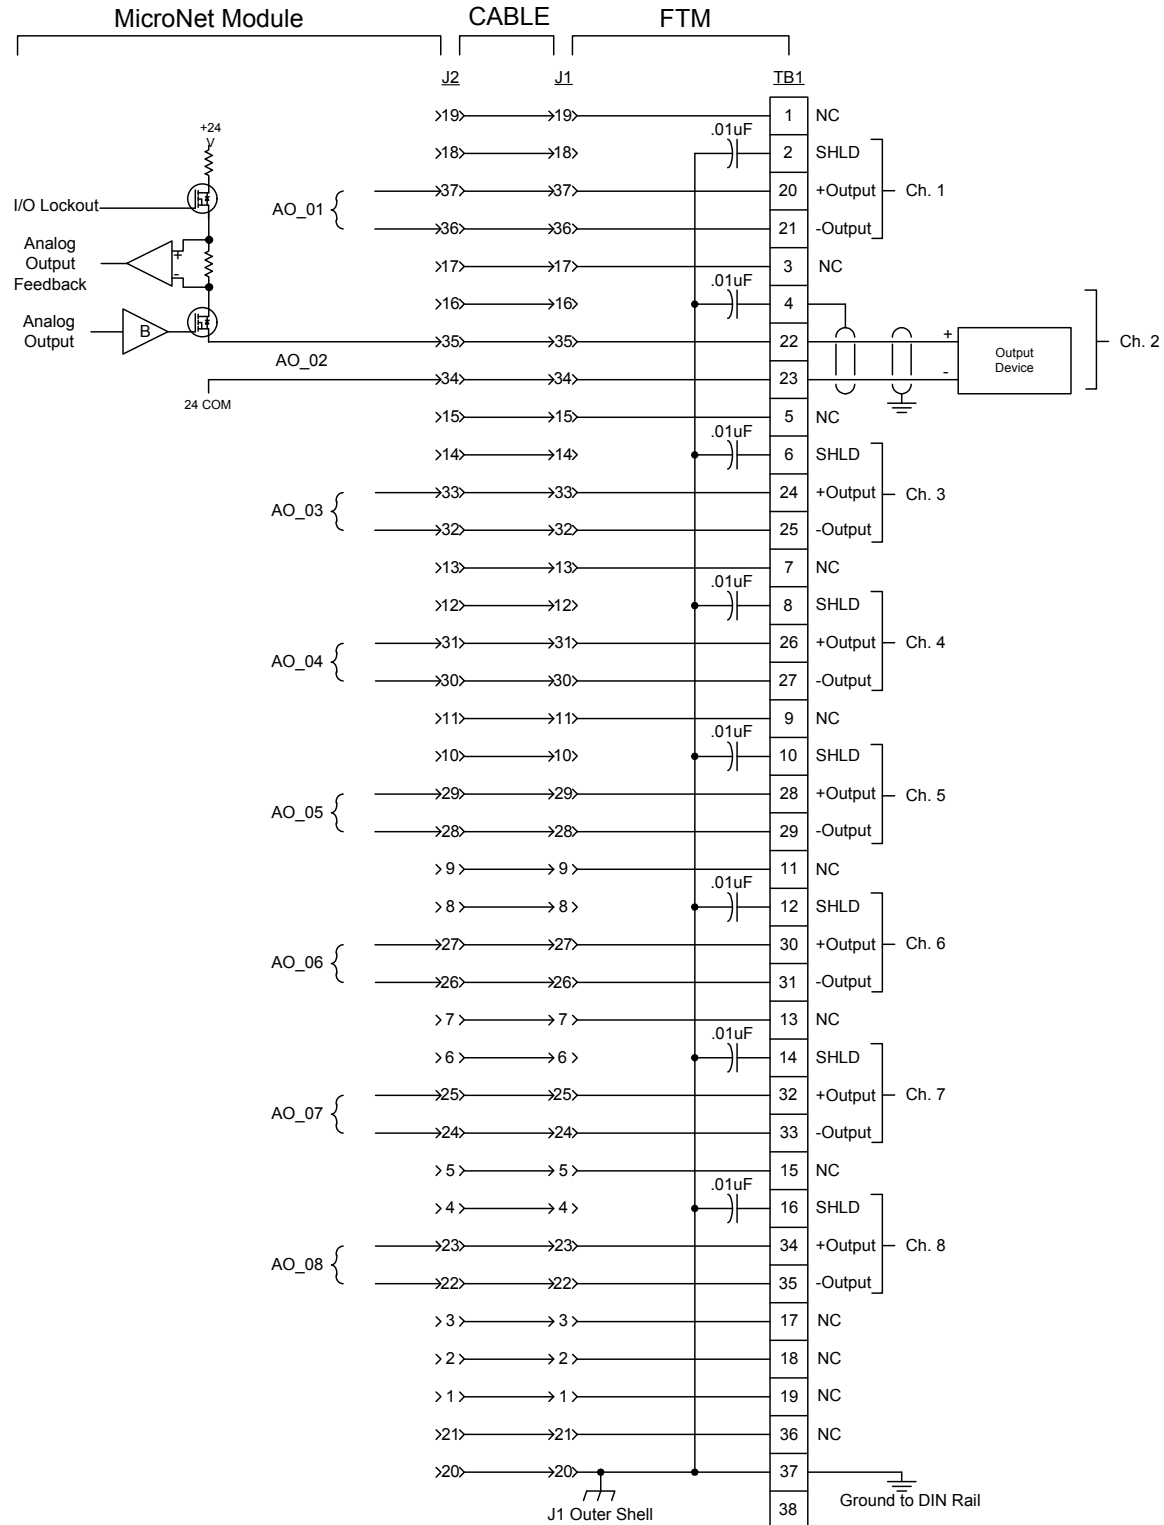 MicroNet Module CABLE FTM
J2 J1 TB1
19 19 1 NC
.01uF
18 18 2 SHLD
+24 V
I/O Lockout AO_01 37 37 20 +Output Ch. 1
36 36 21 -Output
Analog Output Feedback + -
17 17 3 NC
.01uF
16 16 4
Analog Output B
35 35 22 + Output Device Ch. 2
AO_02
34 34 23 -
24 COM
15 15 5 NC
.01uF
14 14 6 SHLD
AO_03 33 33 24 +Output Ch. 3
32 32 25 -Output
13 13 7 NC
.01uF
12 12 8 SHLD
AO_04 31 31 26 +Output Ch. 4
30 30 27 -Output
11 11 9 NC
.01uF
10 10 10 SHLD
AO_05 29 29 28 +Output Ch. 5
28 28 29 -Output
9 9 11 NC
.01uF
8 8 12 SHLD
AO_06 27 27 30 +Output Ch. 6
26 26 31 -Output
7 7 13 NC
.01uF
6 6 14 SHLD
AO_07 25 25 32 +Output Ch. 7
24 24 33 -Output
5 5 15 NC
.01uF
4 4 16 SHLD
AO_08 23 23 34 +Output Ch. 8
22 22 35 -Output
3 3 17 NC
2 2 18 NC
1 1 19 NC
21 21 36 NC
20 20 37
J1 Outer Shell 38 Ground to DIN Rail